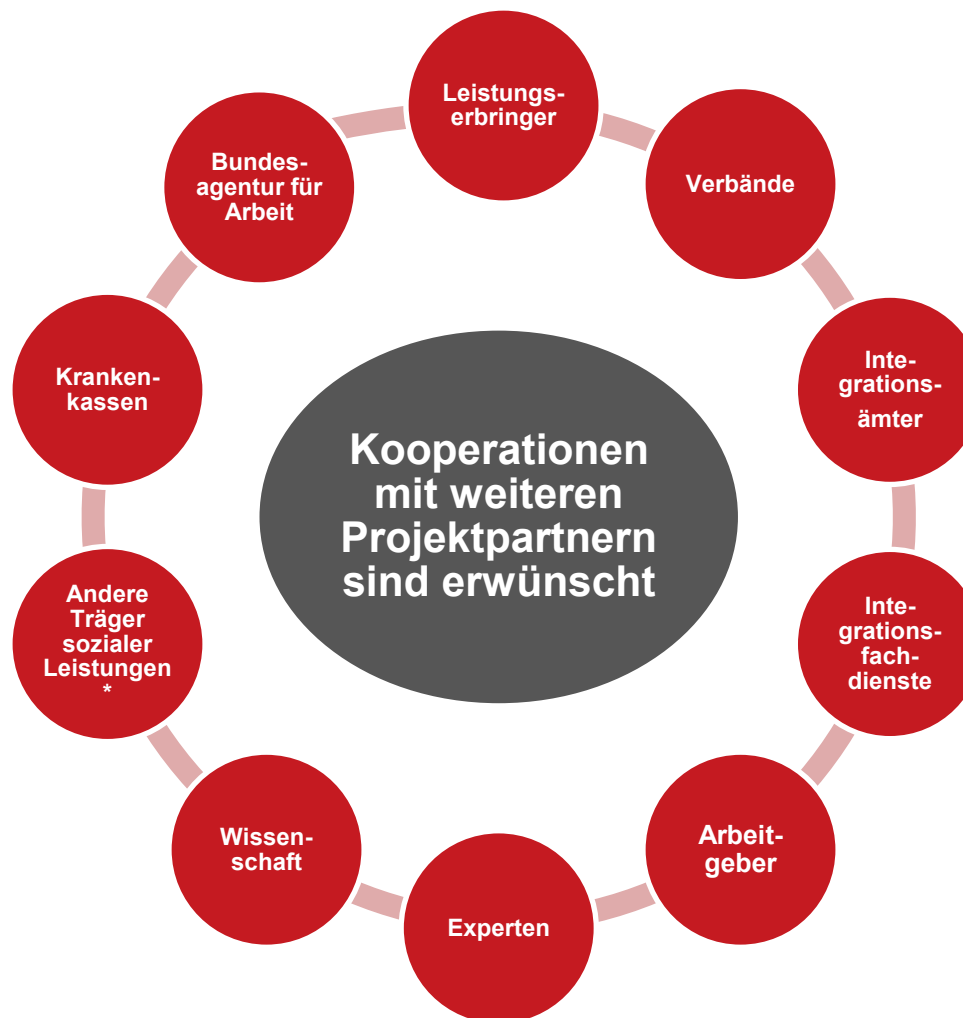 Leistungs-
erbringer
Verbände
Inte-
grations-
ämter
Inte-
grations-
fach-
dienste
Arbeit-
geber
Experten
Wissen-
schaft
Andere
Träger
sozialer
Leistungen
*
Kranken-
kassen
Bundes-
agentur für
Arbeit
Kooperationen
mit weiteren
Projektpartnern
sind erwünscht